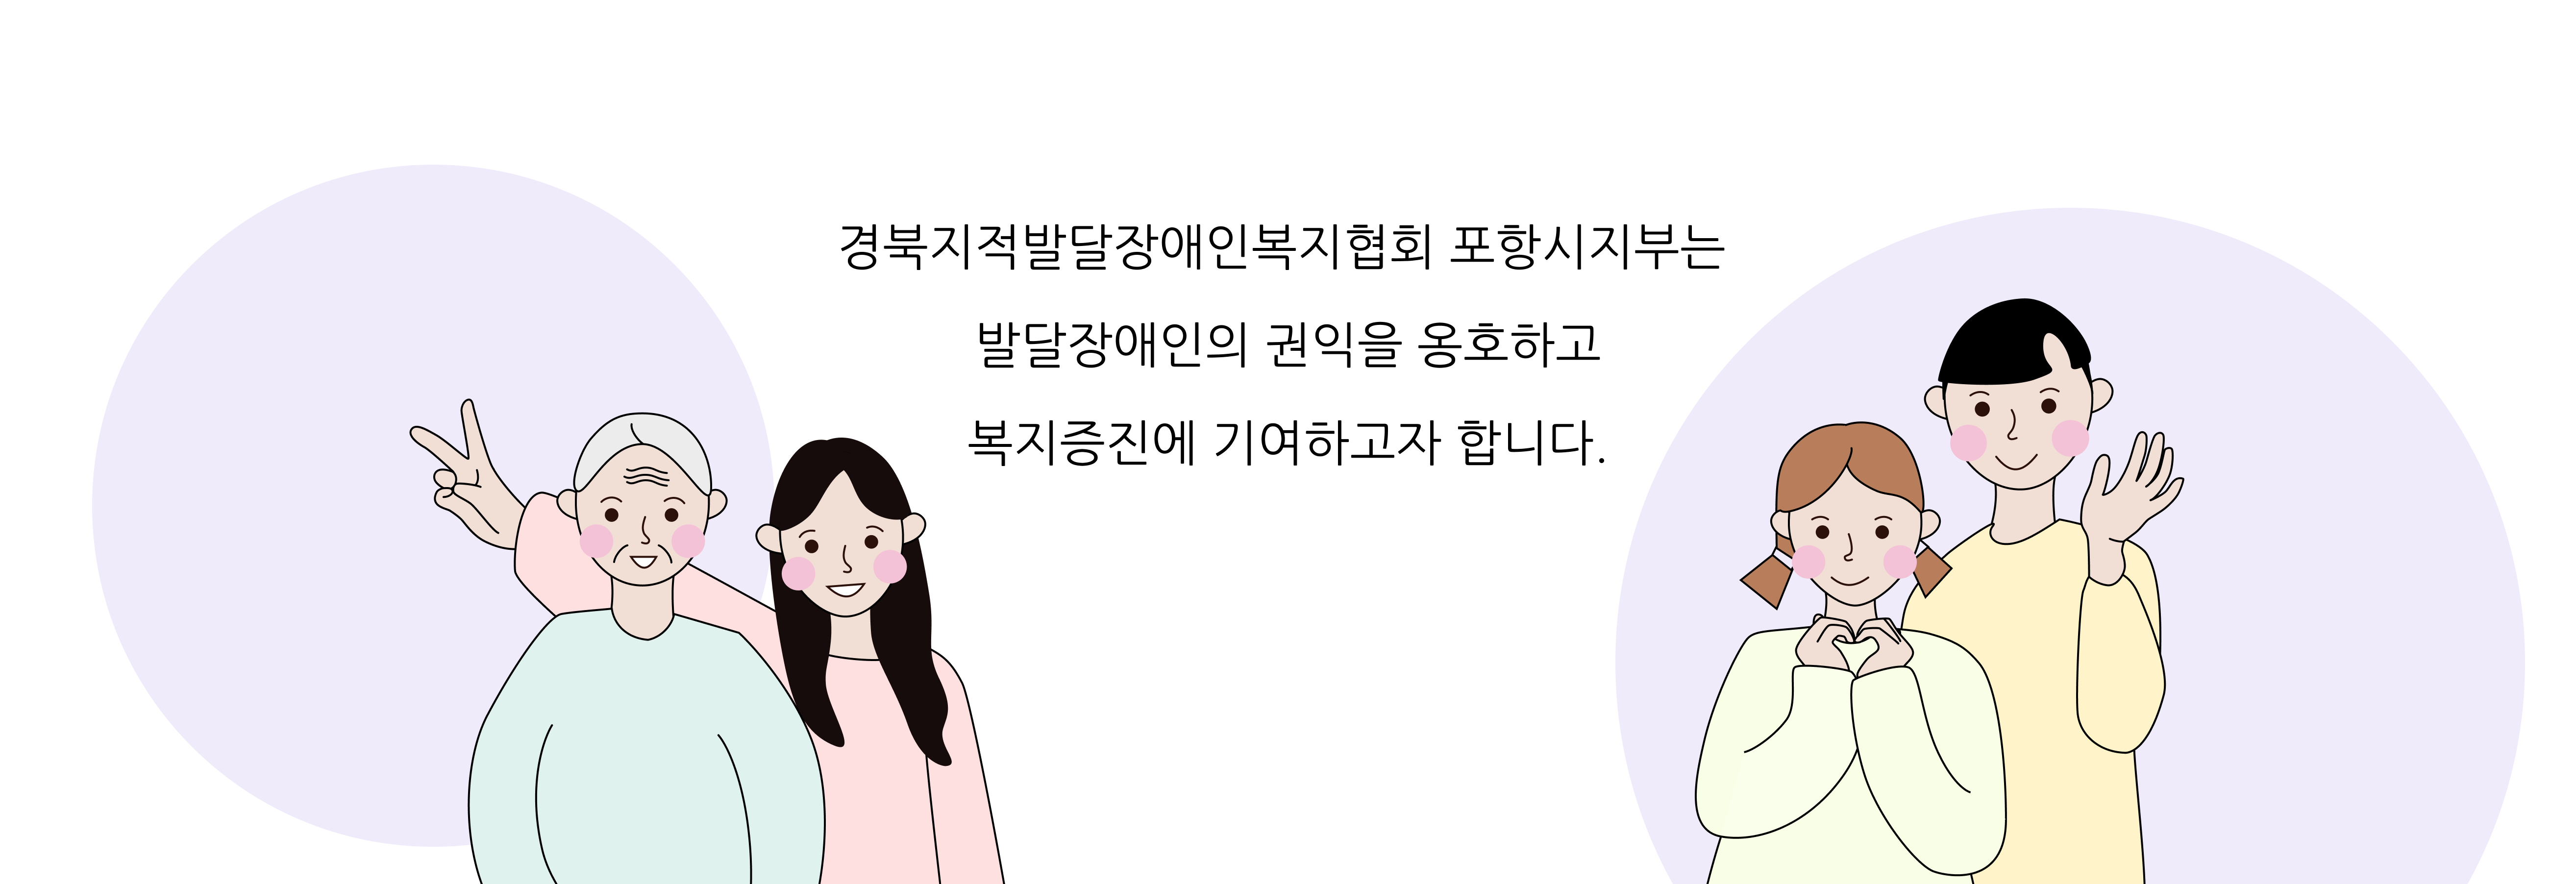 경북지적발달장애인복지협회 포항시지부는
발달장애인의 권익을 옹호하고
복지증진에 기여하고자 합니다.